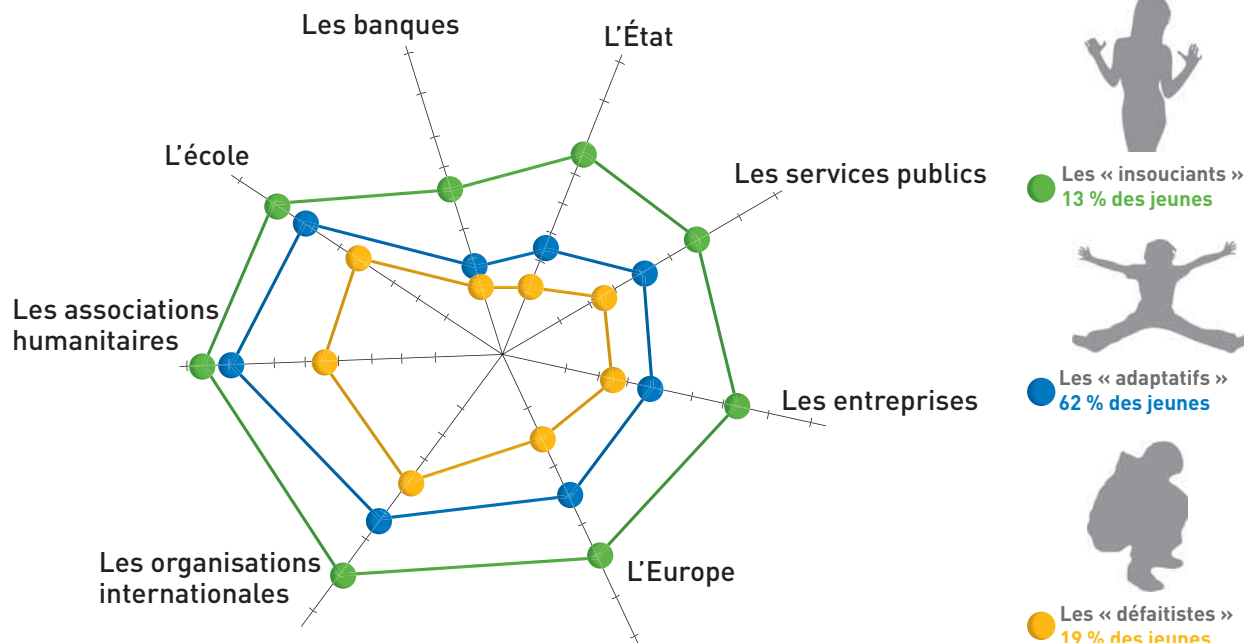 Les banques
L'État
L'école
Les services publics
Les associations
humanitaires
Les entreprises
Les organisations
internationales
L'Europe
Les « insouciants »
13 % des jeunes
Les « adaptatifs »
62 % des jeunes
Les « défaitistes »
19 % des jeunes